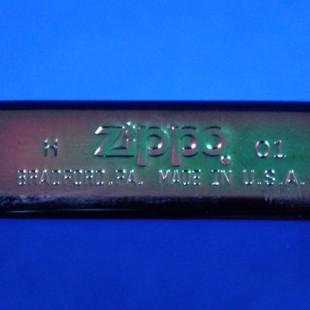 H zippo 01
BRADFORD,PA. MADE IN U.S.A.